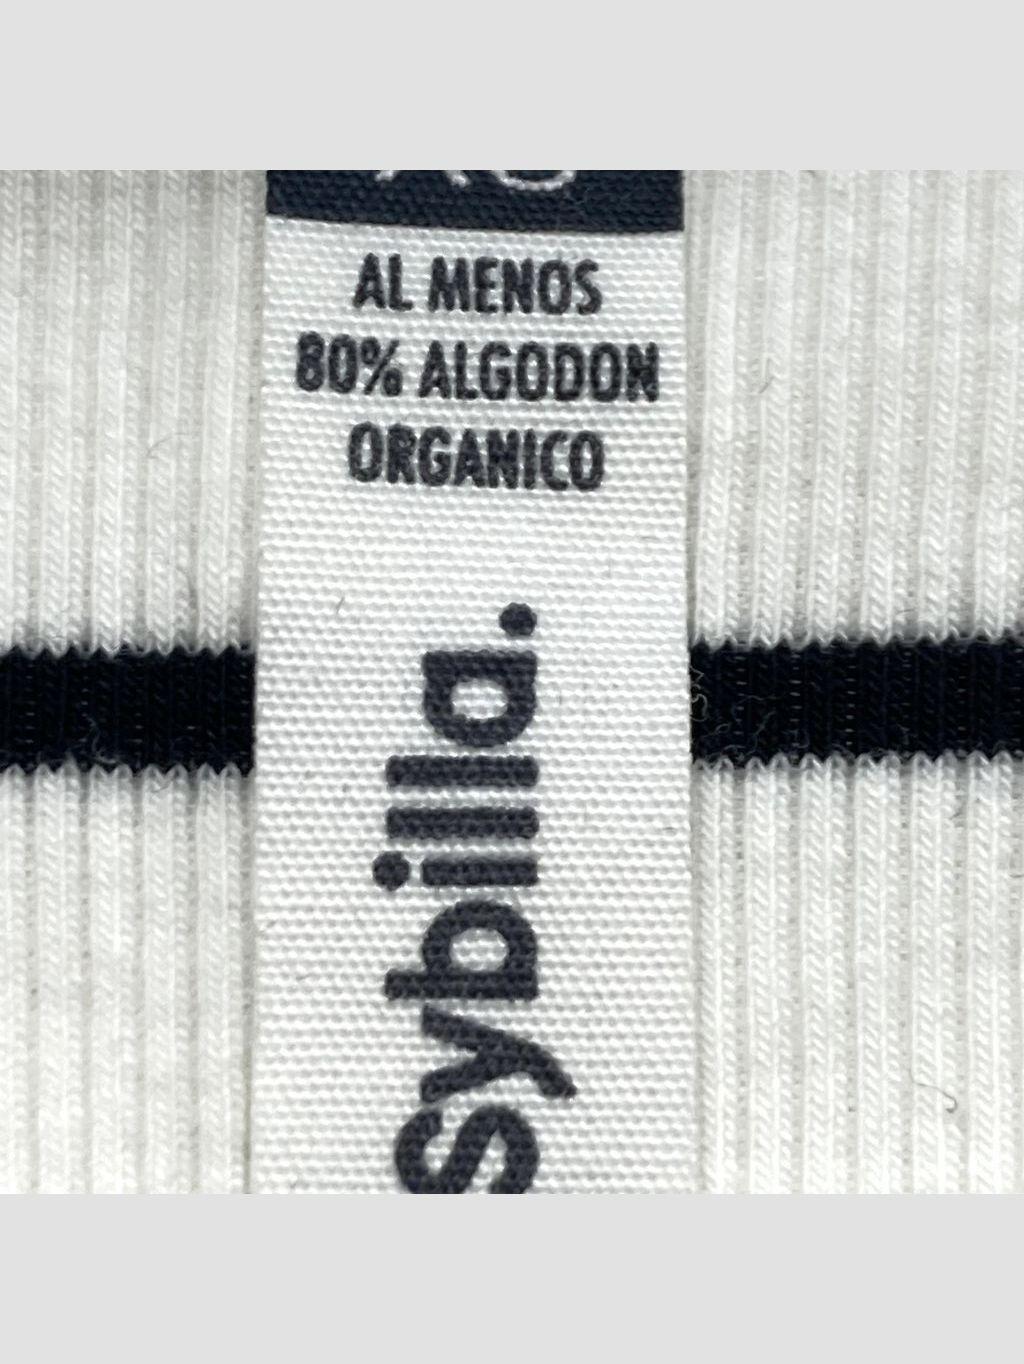 AL MENOS
80% ALGODON
ORGANICO
sybilla.